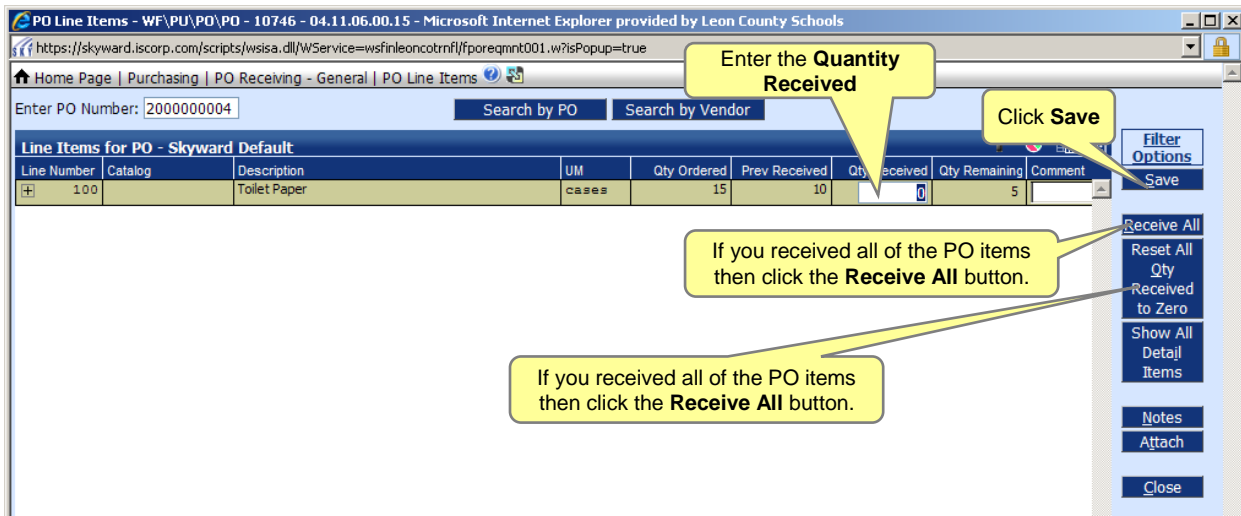 PO Line Items - WF\PU\PO\PO - 10746 - 04.11.06.00.15 - Microsoft Internet Explorer provided by Leon County Schools
https://skyward.iscorp.com/scripts/wsisa.dll/WService=wsfinleoncotrnfl/fporeqmnt001.w?isPopup=true
Home Page | Purchasing | PO Receiving - General | PO Line Items
Enter the Quantity
Received
Enter PO Number: 2000000004
Search by PO
Search by Vendor
Click Save
Line Items for PO - Skyward Default
Line Number Catalog Description UM Qty Ordered Prev Received Qty Received Qty Remaining Comment
100 Toilet Paper cases 15 10 0 5
Filter
Options
Save
Receive All
Reset All
Qty
Received
to Zero
Show All
Detail
Items
Notes
Attach
Close
If you received all of the PO items
then click the Receive All button.
If you received all of the PO items
then click the Receive All button.